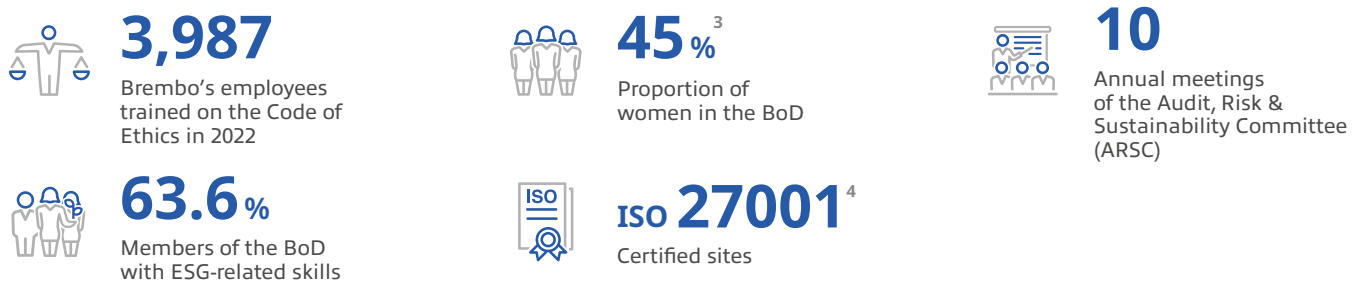 3,987
Brembo’s employees
trained on the Code of
Ethics in 2022
45 % 3
Proportion of
women in the BoD
10
Annual meetings
of the Audit, Risk &
Sustainability Committee
(ARSC)
63.6 %
Members of the BoD
with ESG-related skills
ISO
ISO 27001 4
Certified sites